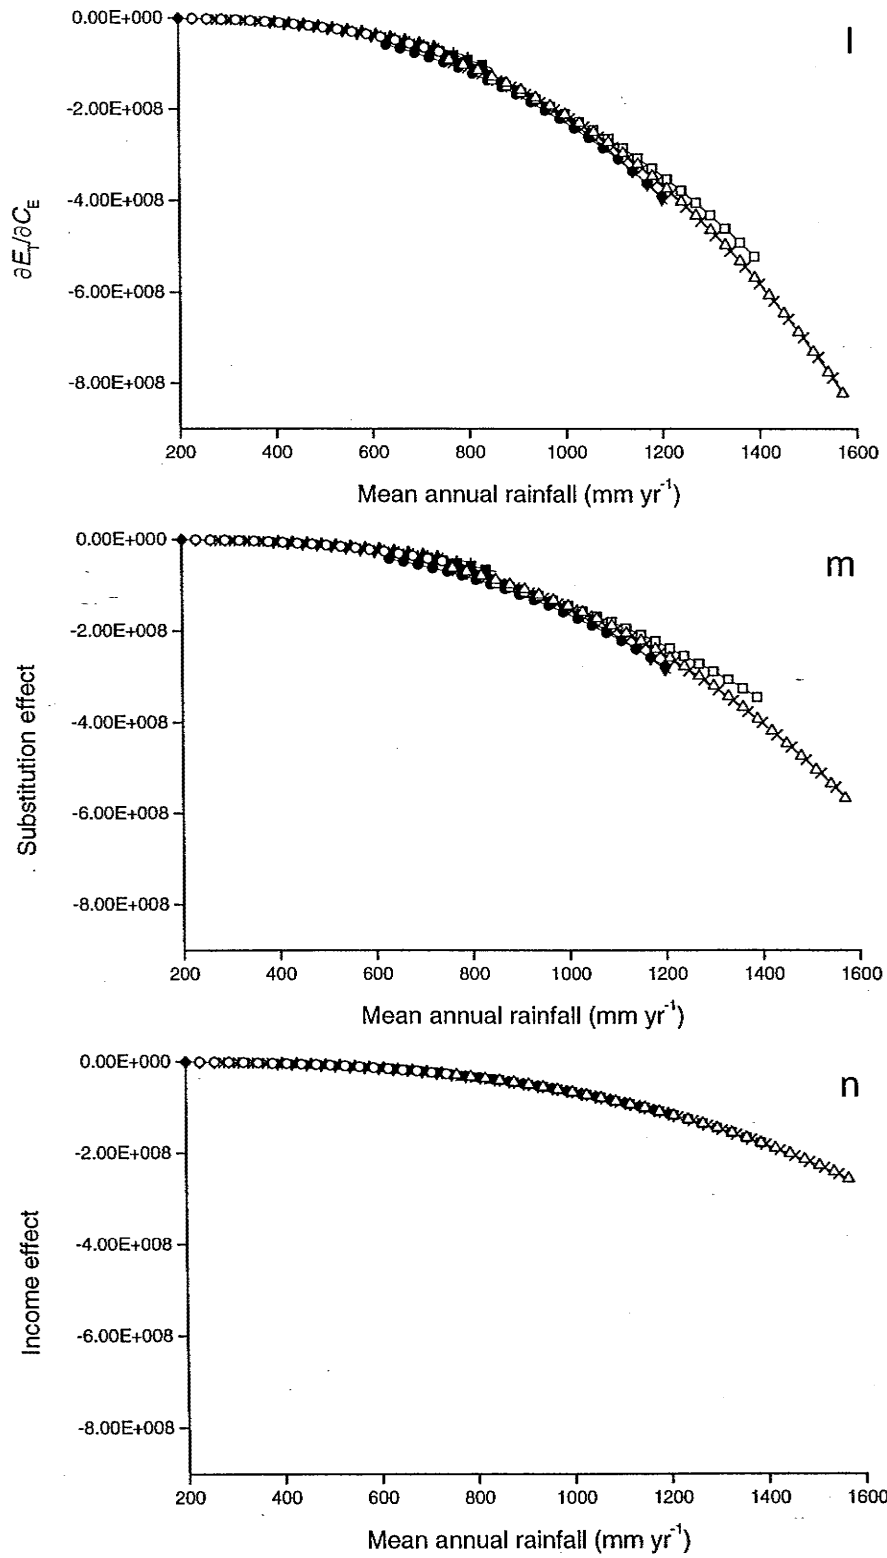 l
0.00E+000
-2.00E+008
-4.00E+008
-6.00E+008
-8.00E+008
∂E_T/∂C_E
200 400 600 800 1000 1200 1400 1600
Mean annual rainfall (mm yr⁻¹)
m
0.00E+000
-2.00E+008
-4.00E+008
-6.00E+008
-8.00E+008
Substitution effect
200 400 600 800 1000 1200 1400 1600
Mean annual rainfall (mm yr⁻¹)
n
0.00E+000
-2.00E+008
-4.00E+008
-6.00E+008
-8.00E+008
Income effect
200 400 600 800 1000 1200 1400 1600
Mean annual rainfall (mm yr⁻¹)